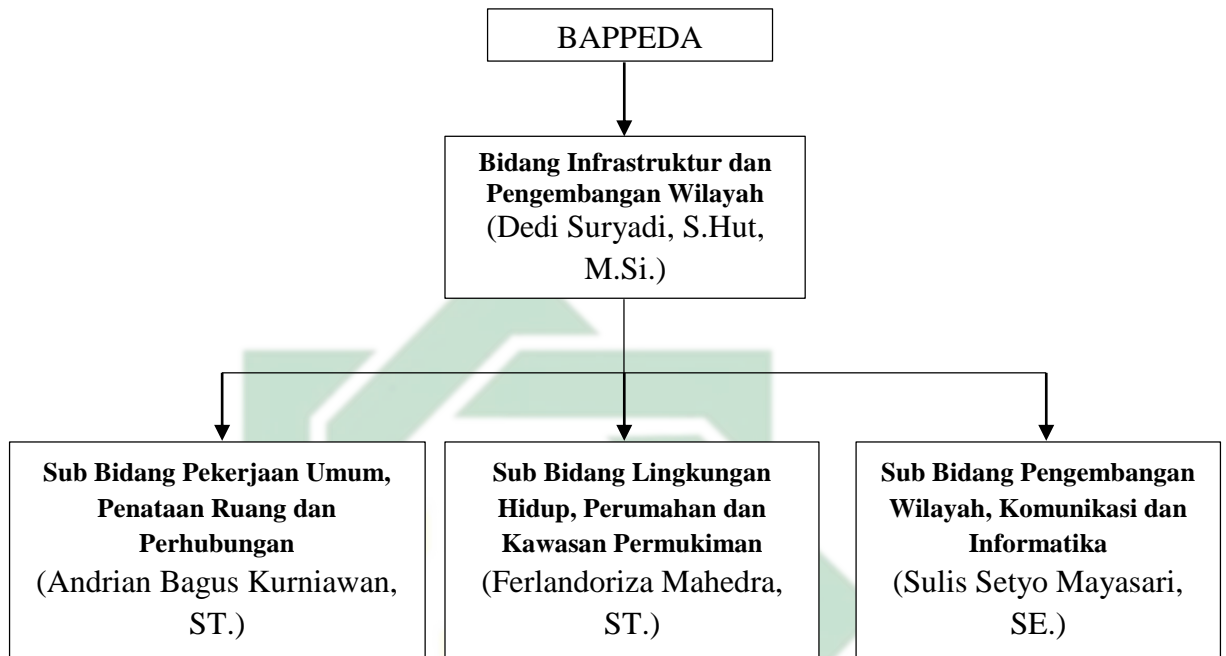 BAPPEDA
Bidang Infrastruktur dan
Pengembangan Wilayah
(Dedi Suryadi, S.Hut,
M.Si.)
Sub Bidang Pekerjaan Umum,
Penataan Ruang dan
Perhubungan
(Andrian Bagus Kurniawan,
ST.)
Sub Bidang Lingkungan
Hidup, Perumahan dan
Kawasan Permukiman
(Ferlandoriza Mahedra,
ST.)
Sub Bidang Pengembangan
Wilayah, Komunikasi dan
Informatika
(Sulis Setyo Mayasari,
SE.)